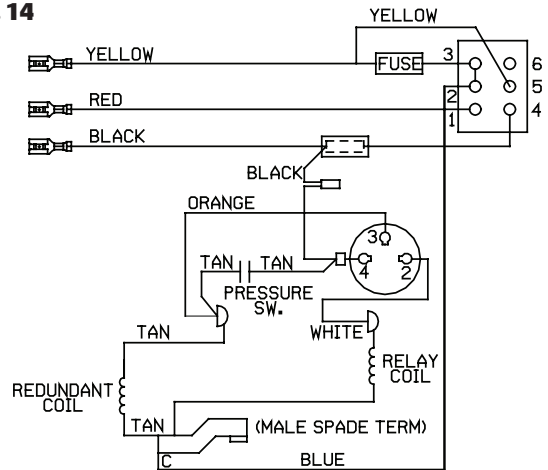 14
YELLOW
YELLOW
FUSE
3
6
RED
2
5
1
4
BLACK
BLACK
ORANGE
3
TAN
TAN
4
2
PRESSURE
SW.
TAN
WHITE
REDUNDANT
COIL
RELAY
COIL
TAN
(MALE SPADE TERM)
C
BLUE